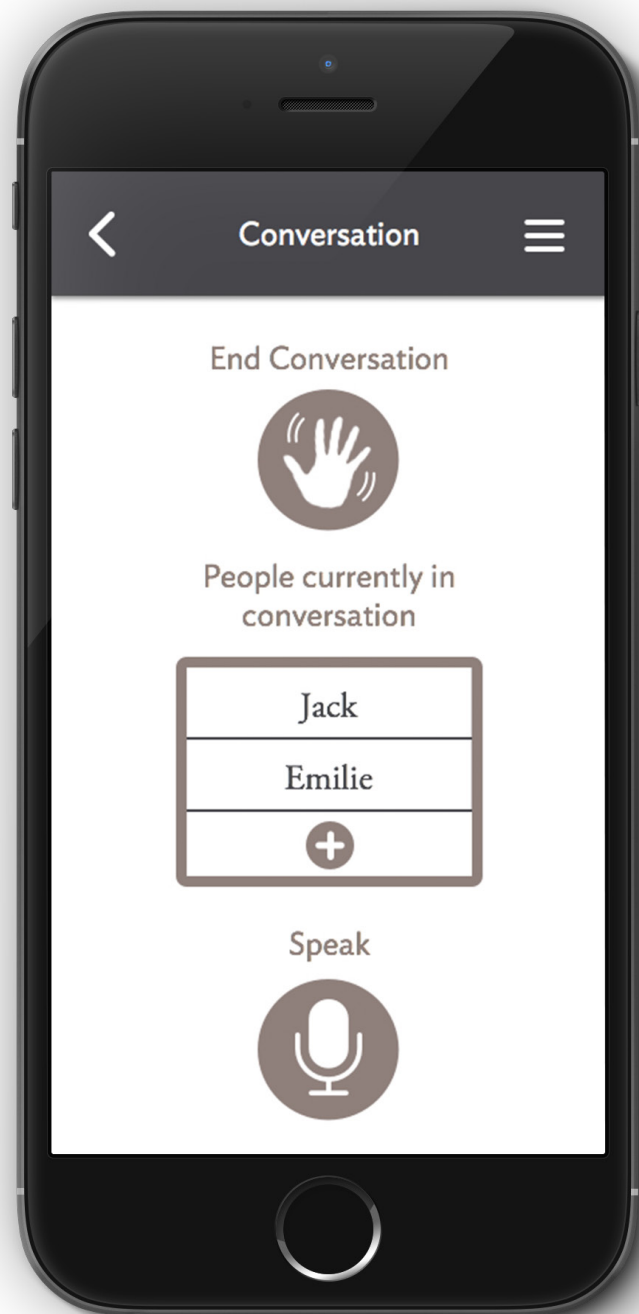 Conversation
End Conversation
People currently in
conversation
Jack
Emilie
Speak